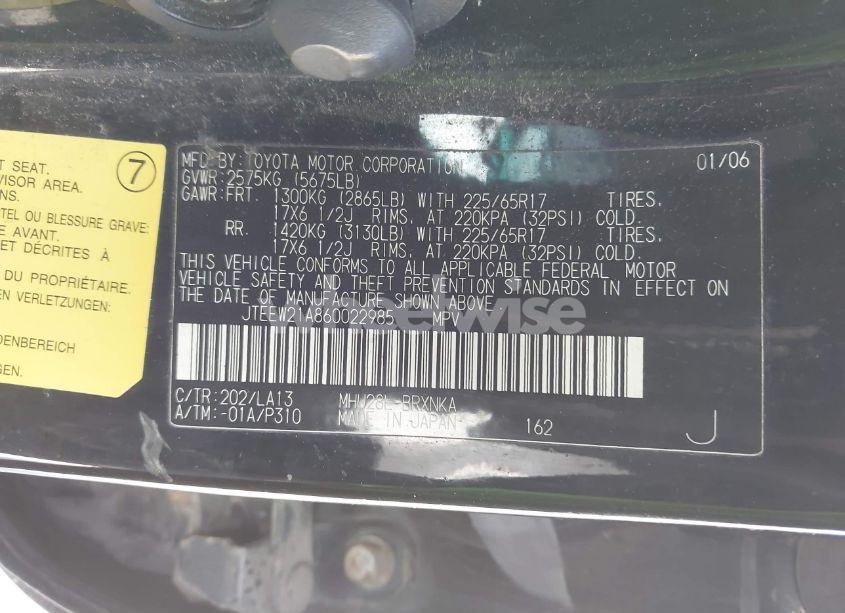 T SEAT.
VISOR AREA.
NS.
TEL OU BLESSURE GRAVE:
E AVANT.
ET DÉCRITES À
DU PROPRIÉTAIRE.
EN VERLETZUNGEN:
DENBEREICH
7
MFD BY: TOYOTA MOTOR CORPORATION 01/06
GVWR: 2575KG (5675LB)
GAWR: FRT. 1300KG (2865LB) WITH 225/65R17 TIRES.
17X6 1/2J RIMS, AT 220KPA (32PSI) COLD.
RR. 1420KG (3130LB) WITH 225/65R17 TIRES.
17X6 1/2J RIMS, AT 220KPA (32PSI) COLD.
THIS VEHICLE CONFORMS TO ALL APPLICABLE FEDERAL MOTOR
VEHICLE SAFETY AND THEFT PREVENTION STANDARDS IN EFFECT ON
THE DATE OF MANUFACTURE SHOWN ABOVE.
JTEEW21A860022985 MPV
wheelwise
C/TR: 202/LA13 MHU28L-BRXNKA
A/TM: -01A/P310 MADE IN JAPAN 162 J